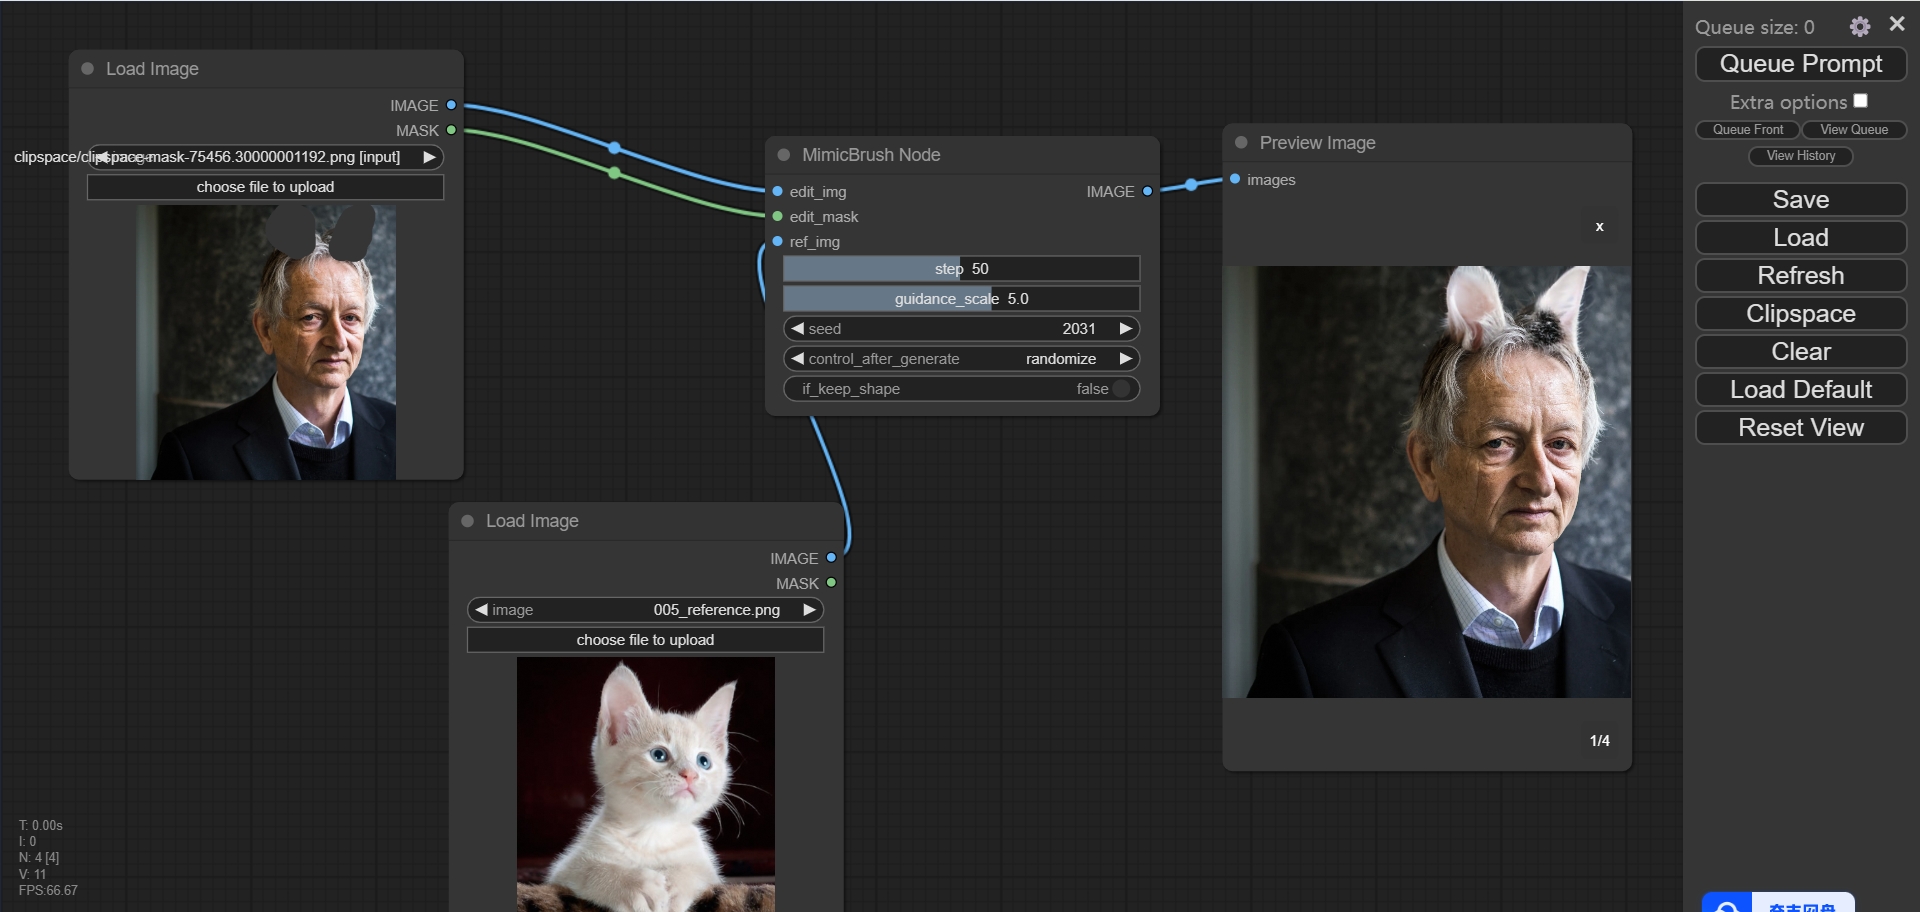 Load Image
IMAGE
MASK
clipspace/clipspace-mask-75456.30000001192.png [input]
choose file to upload
MimicBrush Node
edit_img
IMAGE
edit_mask
ref_img
step 50
guidance_scale 5.0
seed 2031
control_after_generate randomize
if_keep_shape false
Preview Image
images
x
1/4
Load Image
IMAGE
MASK
image 005_reference.png
choose file to upload
T: 0.00s
I: 0
N: 4 [4]
V: 11
FPS:66.67
Queue size: 0
Queue Prompt
Extra options
Queue Front View Queue
View History
Save
Load
Refresh
Clipspace
Clear
Load Default
Reset View